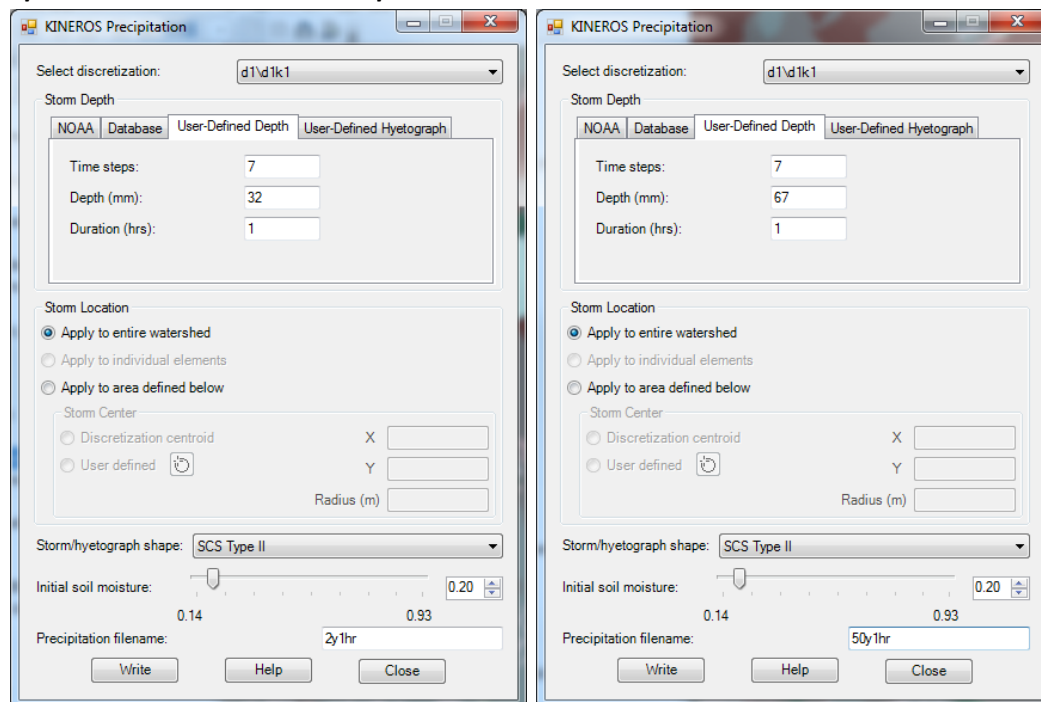 KINEROS Precipitation
Select discretization: d1\d1k1
Storm Depth
NOAA Database User-Defined Depth User-Defined Hyetograph
Time steps: 7
Depth (mm): 32
Duration (hrs): 1
Storm Location
Apply to entire watershed
Apply to individual elements
Apply to area defined below
Storm Center
Discretization centroid X
User defined Y
Radius (m)
Storm/hyetograph shape: SCS Type II
Initial soil moisture: 0.20
0.14 0.93
Precipitation filename: 2y1hr
Write Help Close
KINEROS Precipitation
Select discretization: d1\d1k1
Storm Depth
NOAA Database User-Defined Depth User-Defined Hyetograph
Time steps: 7
Depth (mm): 67
Duration (hrs): 1
Storm Location
Apply to entire watershed
Apply to individual elements
Apply to area defined below
Storm Center
Discretization centroid X
User defined Y
Radius (m)
Storm/hyetograph shape: SCS Type II
Initial soil moisture: 0.20
0.14 0.93
Precipitation filename: 50y1hr
Write Help Close